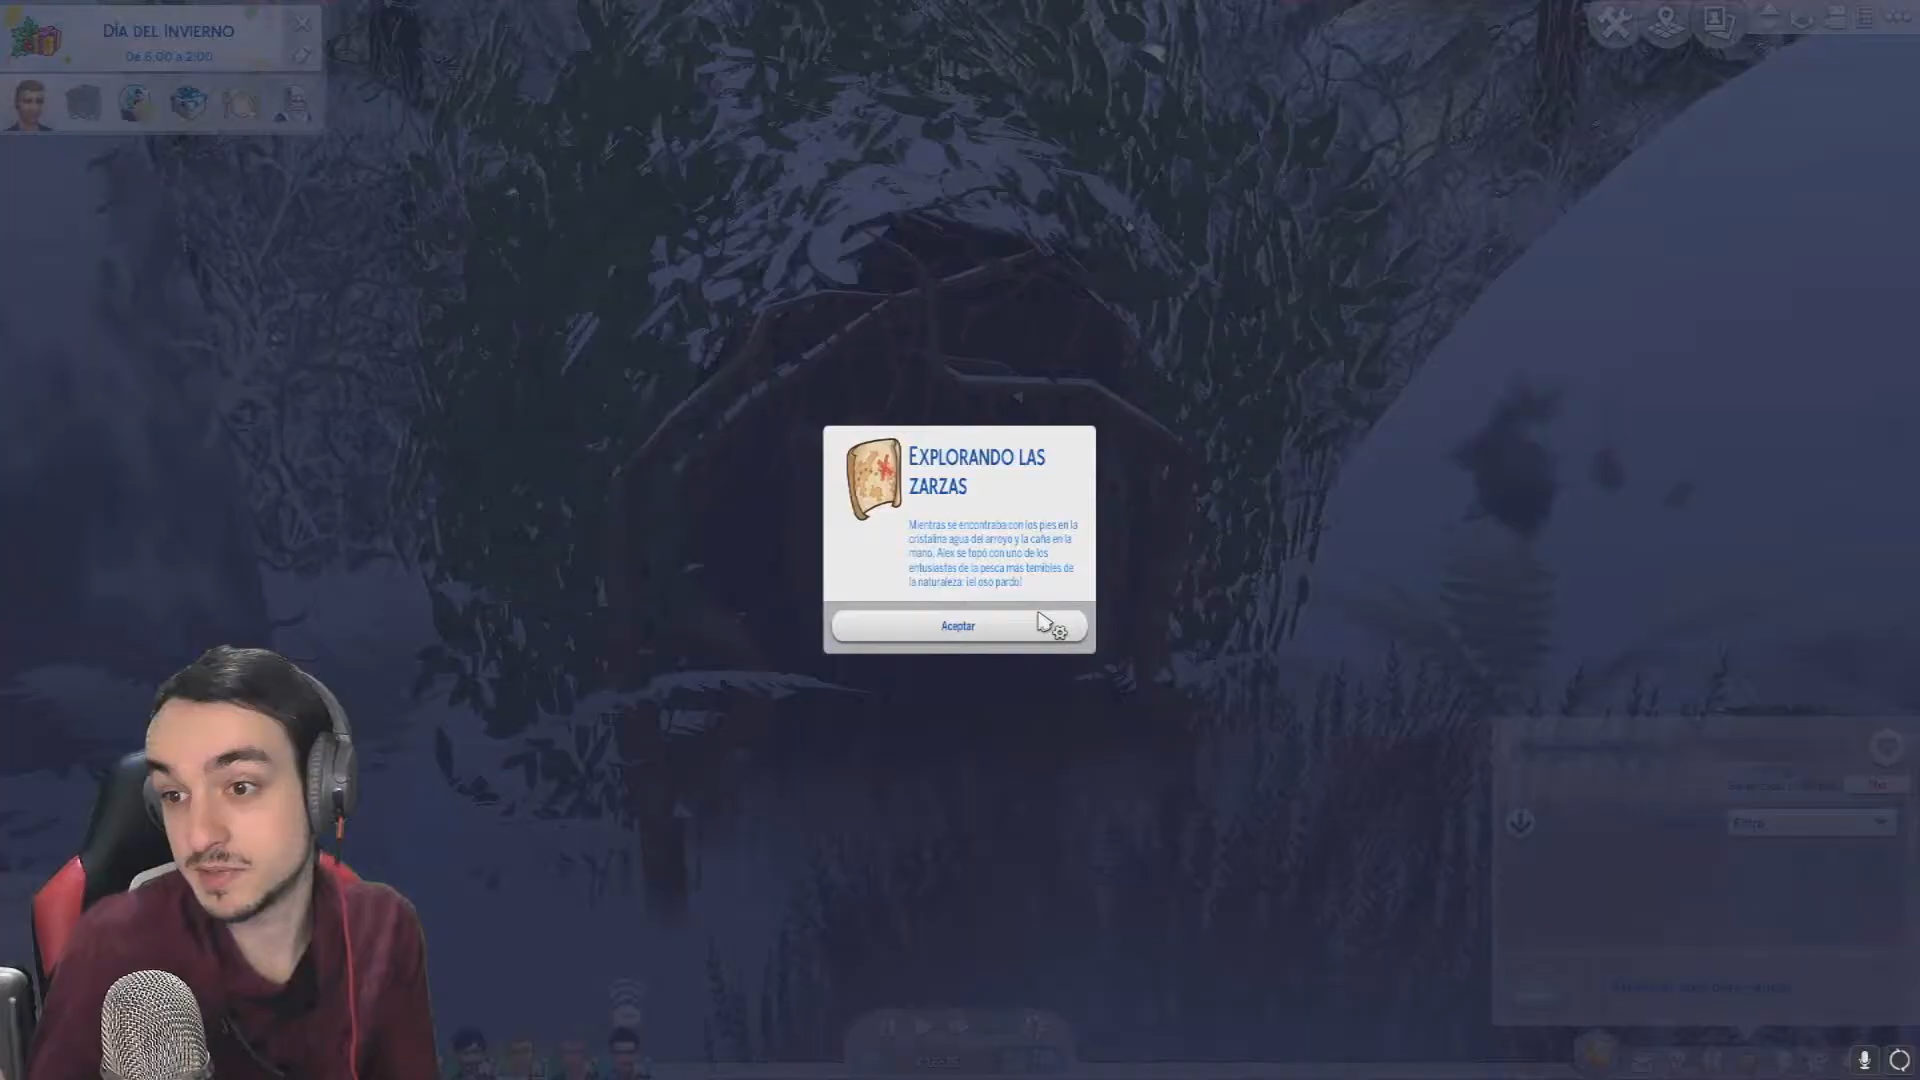 DÍA DEL INVIERNO
De 6:00 a 2:00
EXPLORANDO LAS
ZARZAS
Mientras se encontraba con los pies en la
cristalina agua del arroyo y la caña en la
mano, Alex se topó con uno de los
entusiastas de la pesca más temibles de
la naturaleza: ¡el oso pardo!
Aceptar
Filtro